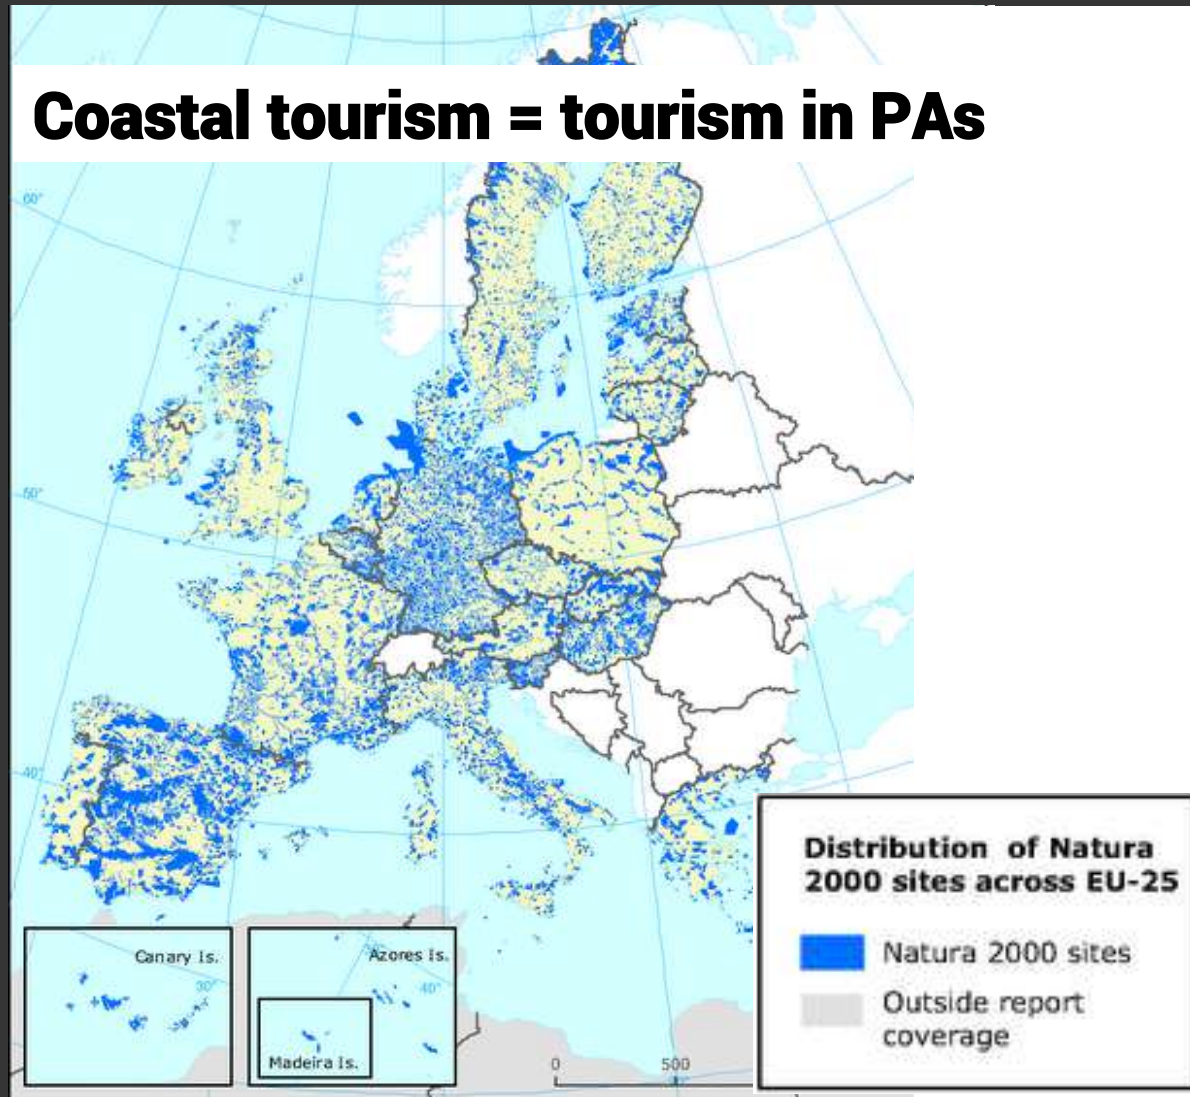 Coastal tourism = tourism in PAs
60°
50°
40°
Distribution of Natura
2000 sites across EU-25
Natura 2000 sites
Outside report
coverage
Canary Is.
30°
Azores Is.
40°
Madeira Is.
0 500